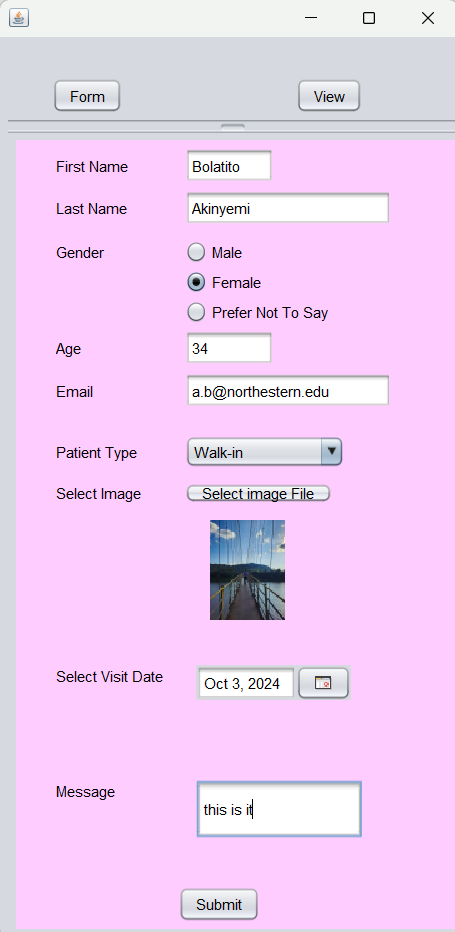 Form View
First Name Bolatito
Last Name Akinyemi
Gender Male
Female
Prefer Not To Say
Age 34
Email a.b@northestern.edu
Patient Type Walk-in
Select Image Select image File
Select Visit Date Oct 3, 2024
Message this is it
Submit